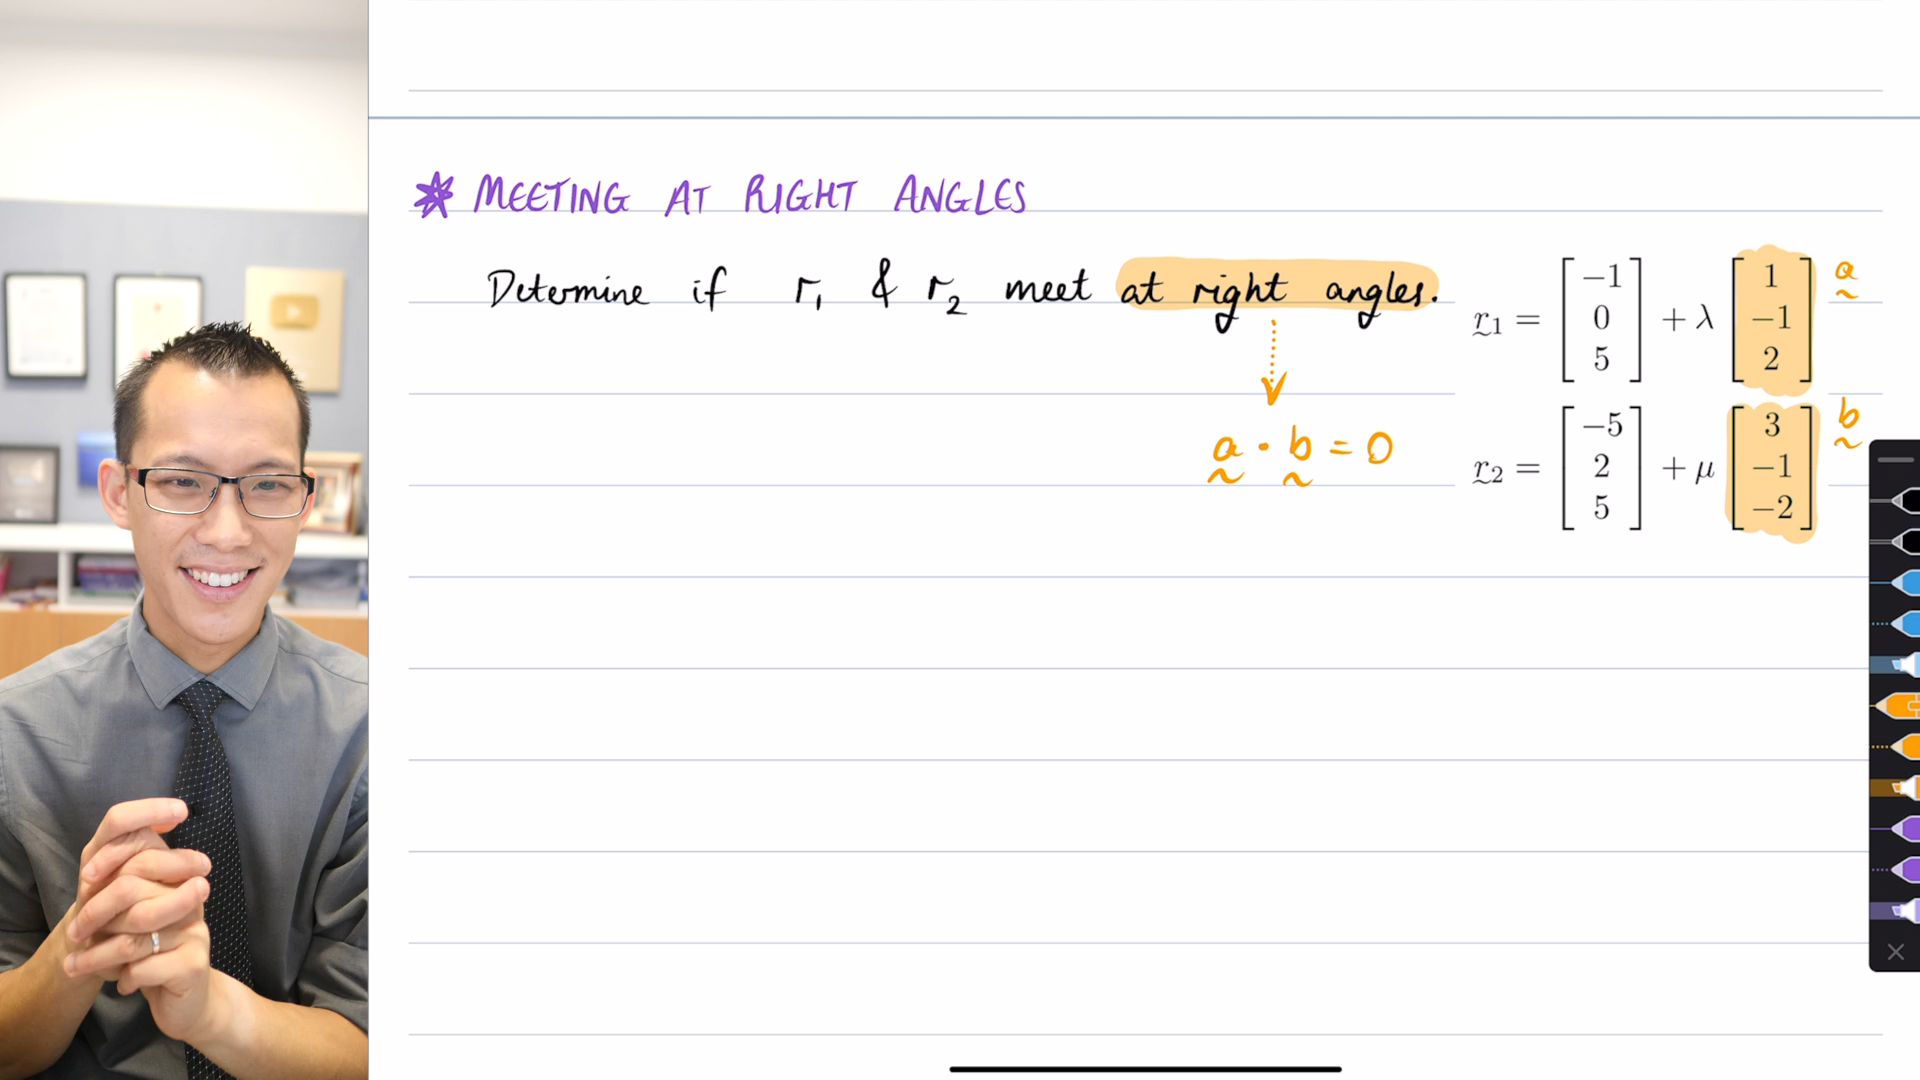 * MEETING AT RIGHT ANGLES
Determine if r₁ & r₂ meet at right angles.
a · b = 0
r₁ = [−1 0 5] + λ [1 −1 2] a
r₂ = [−5 2 5] + μ [3 −1 −2] b